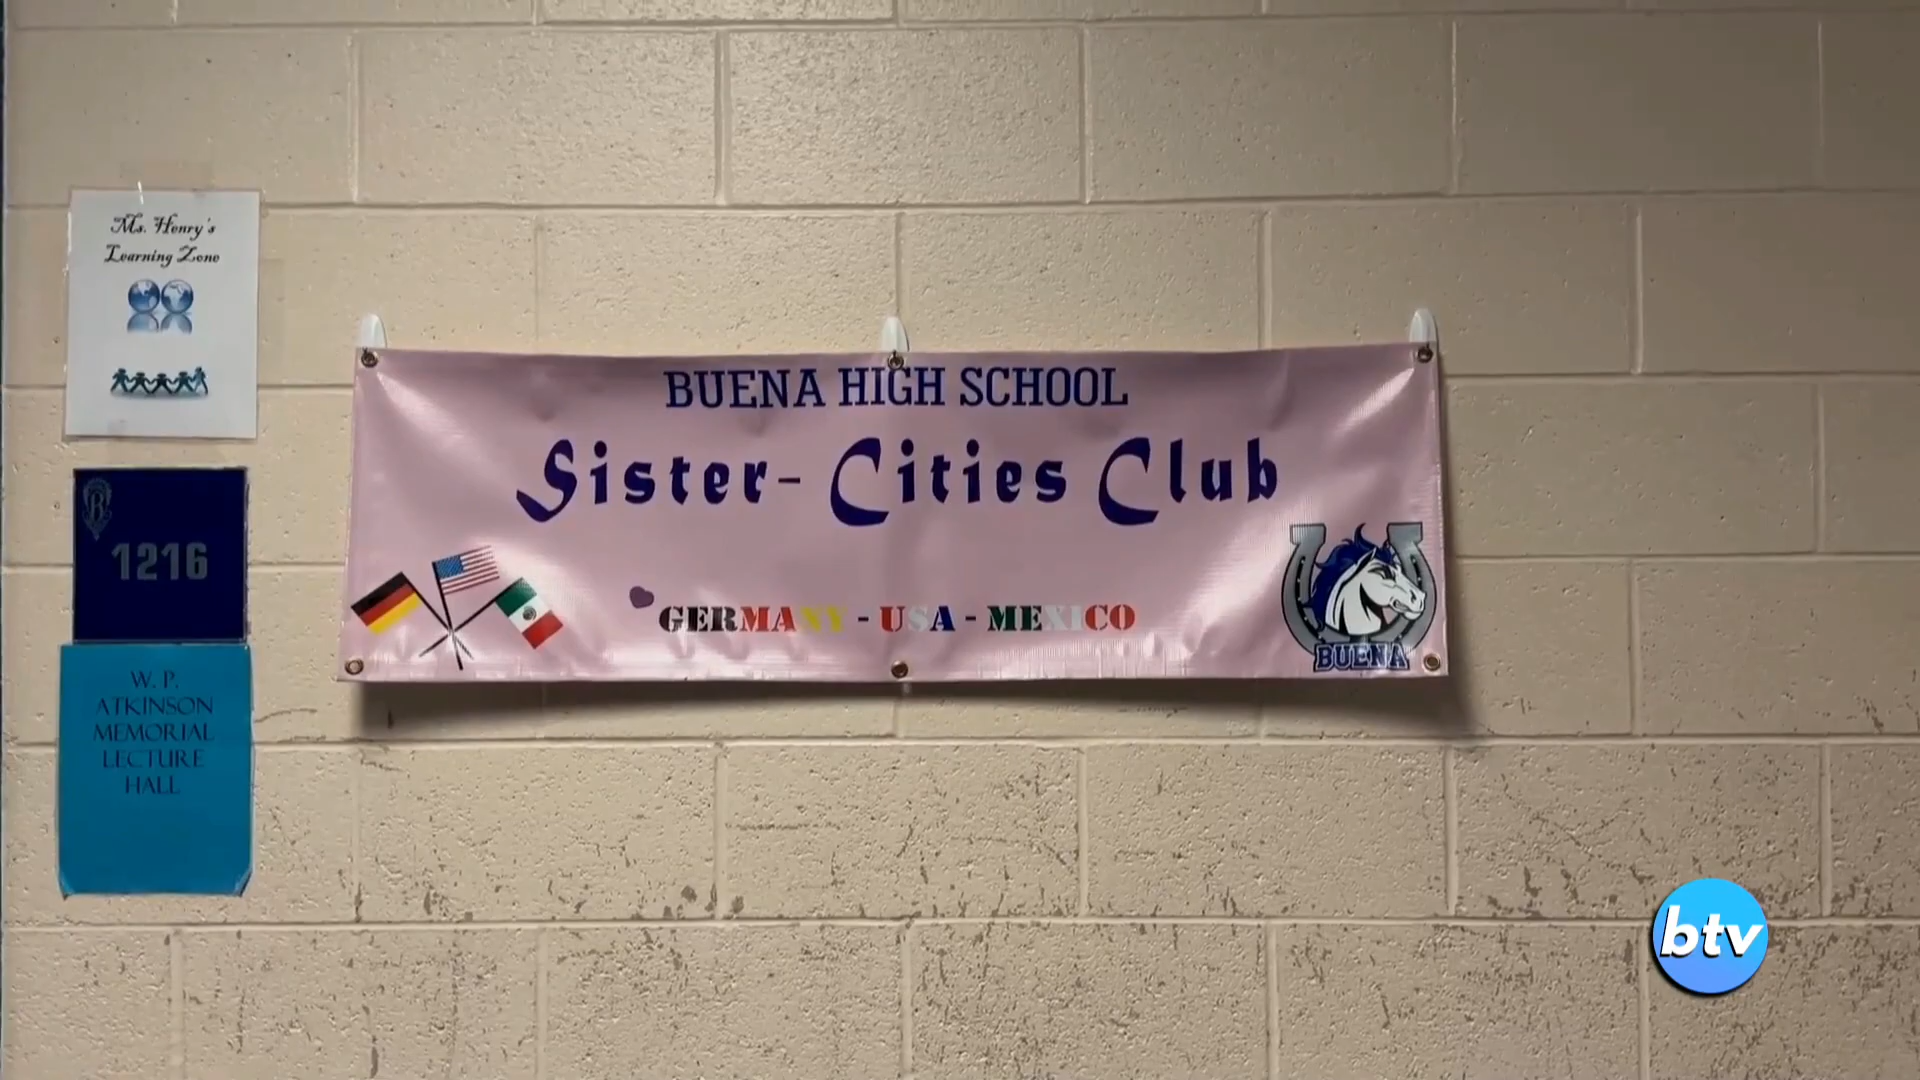 Ms. Henry's
Learning Zone
B
1216
W. P.
ATKINSON
MEMORIAL
LECTURE
HALL
BUENA HIGH SCHOOL
Sister- Cities Club
GERMANY - USA - MEXICO
BUENA
btv